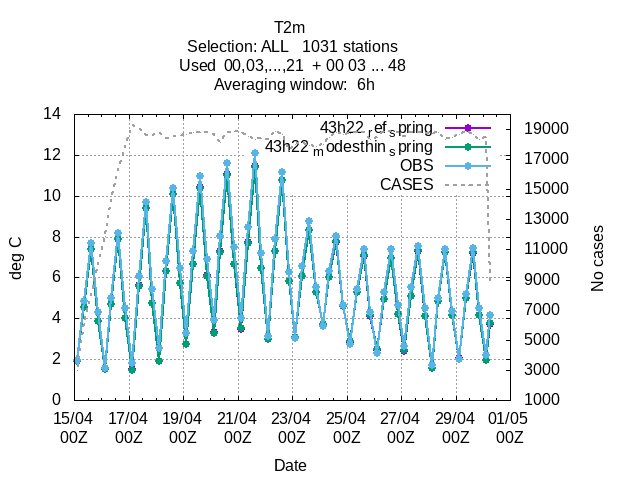 T2m
Selection: ALL   1031 stations
Used  00,03,...,21  + 00 03 ... 48
Averaging window:  6h
43h22_ref_spring
43h22_modesthin_spring
OBS
CASES
14
12
10
8
6
4
2
0
deg C
19000
17000
15000
13000
11000
9000
7000
5000
3000
1000
No cases
15/04 17/04 19/04 21/04 23/04 25/04 27/04 29/04 01/05
00Z 00Z 00Z 00Z 00Z 00Z 00Z 00Z 00Z
Date